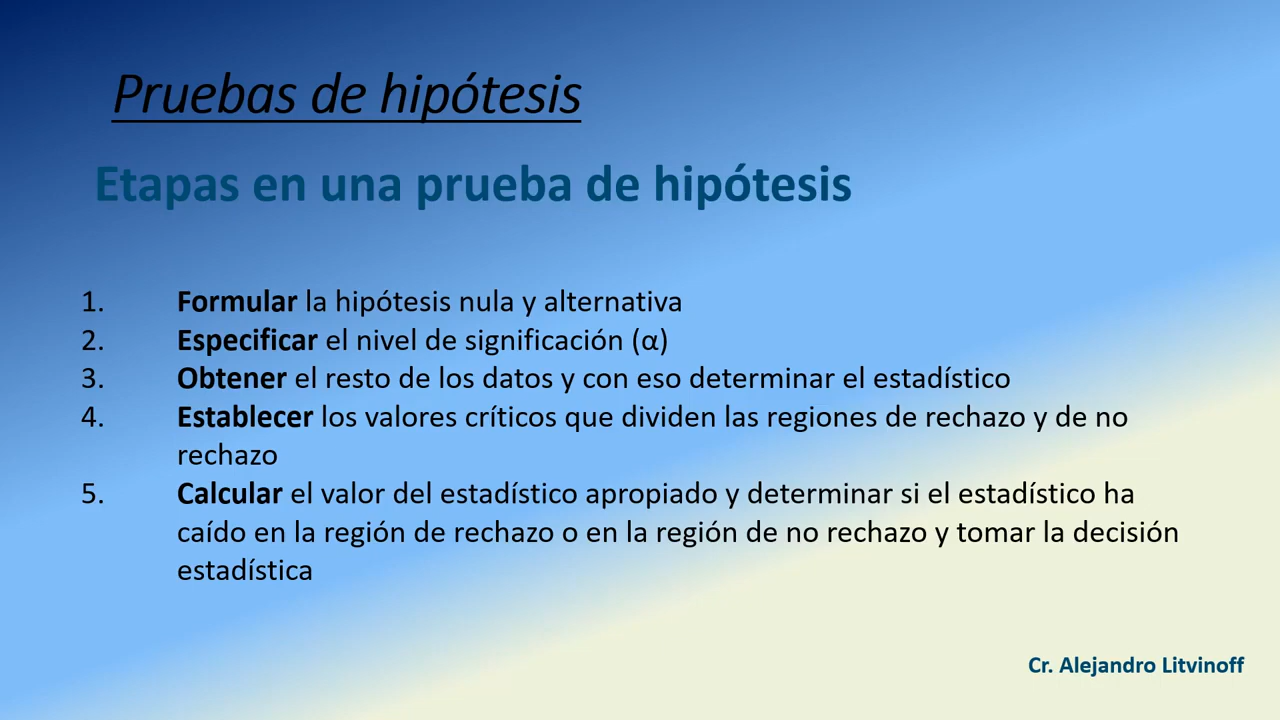 Pruebas de hipótesis
Etapas en una prueba de hipótesis
1. Formular la hipótesis nula y alternativa
2. Especificar el nivel de significación (α)
3. Obtener el resto de los datos y con eso determinar el estadístico
4. Establecer los valores críticos que dividen las regiones de rechazo y de no
rechazo
5. Calcular el valor del estadístico apropiado y determinar si el estadístico ha
caído en la región de rechazo o en la región de no rechazo y tomar la decisión
estadística
Cr. Alejandro Litvinoff